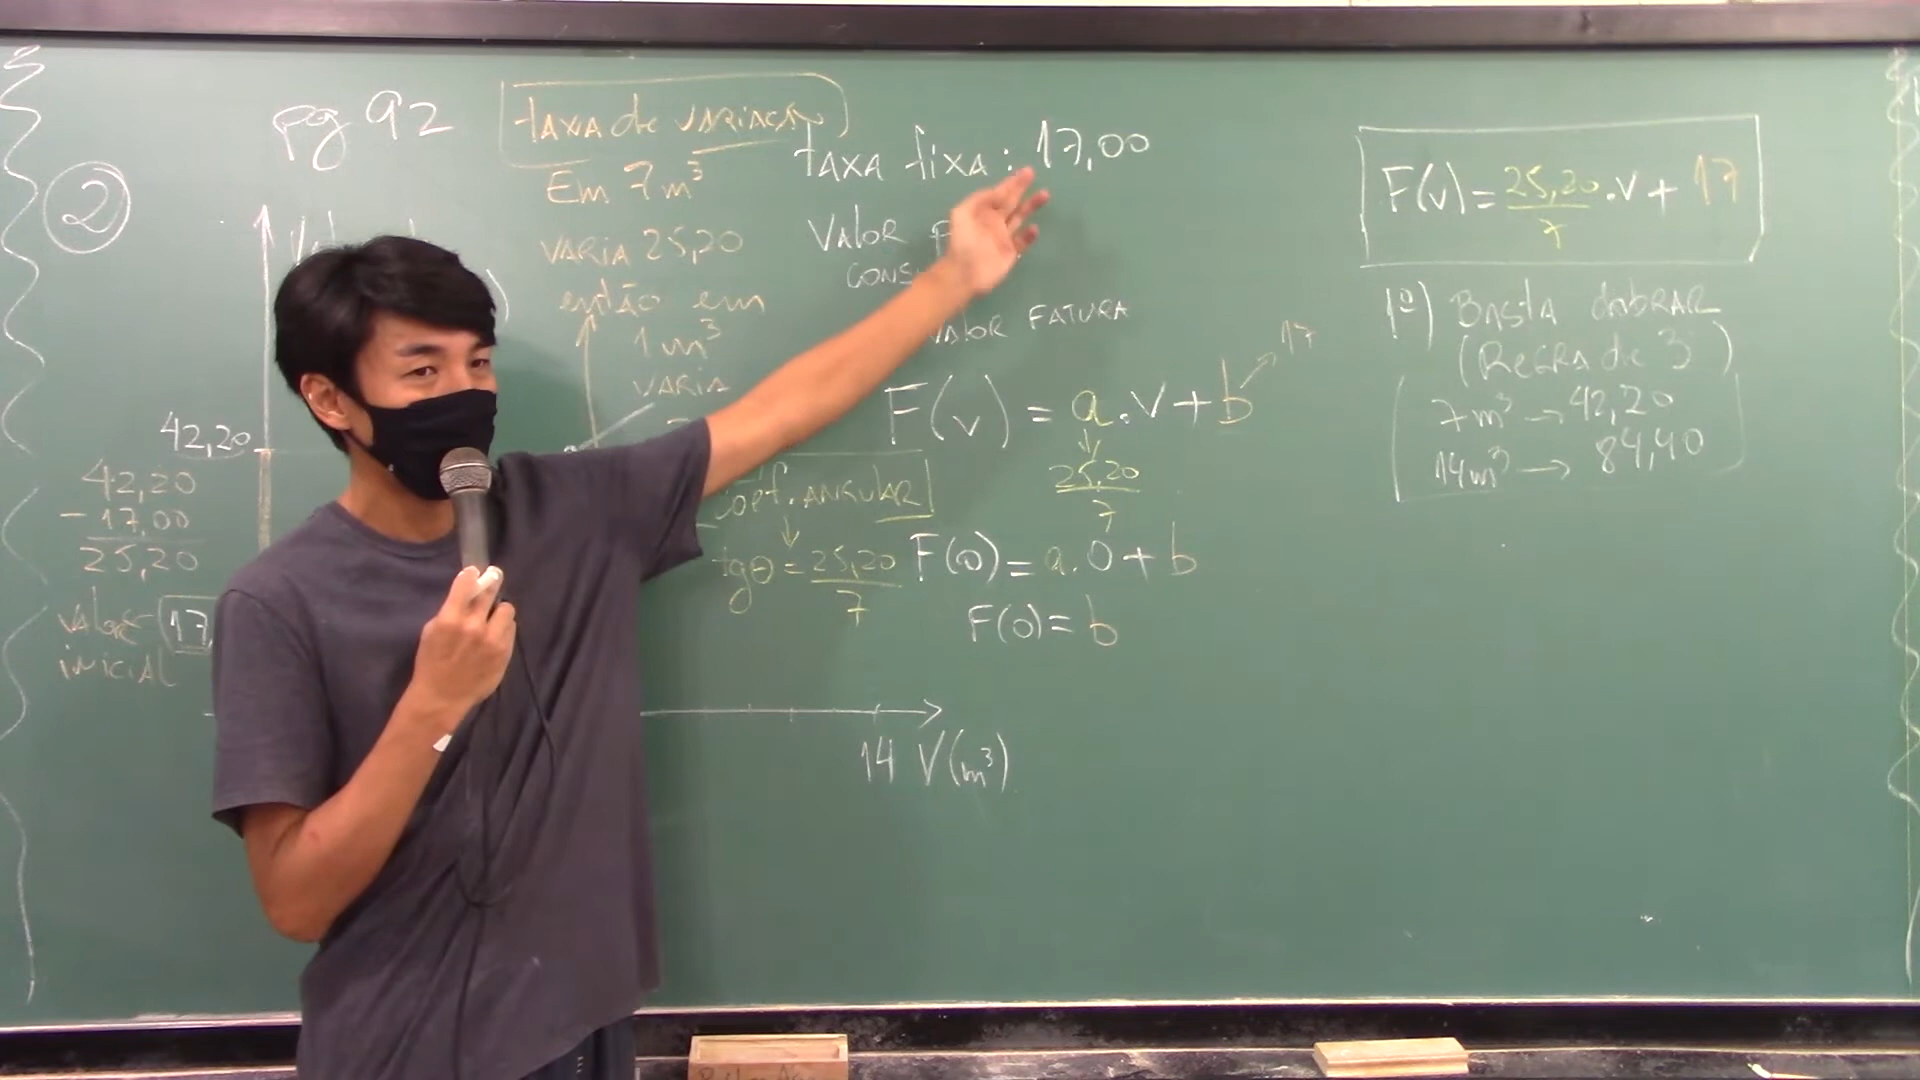 pg 92
2
taxa de variação
Em 7m³
varia 25,20
então em
1m³
varia
42,20
42,20
- 17,00
25,20
valor 17
inicial
taxa fixa: 17,00
Valor
cons
valor fatura
F(v) = a.v + b
17
25,20
7
coef. angular
tgθ = 25,20
7
F(0) = a.0 + b
F(0) = b
14 V(m³)
F(v) = 25,20 .v + 17
7
1º) Basta dobrar
(Regra de 3)
7m³ → 42,20
14m³ → 84,40